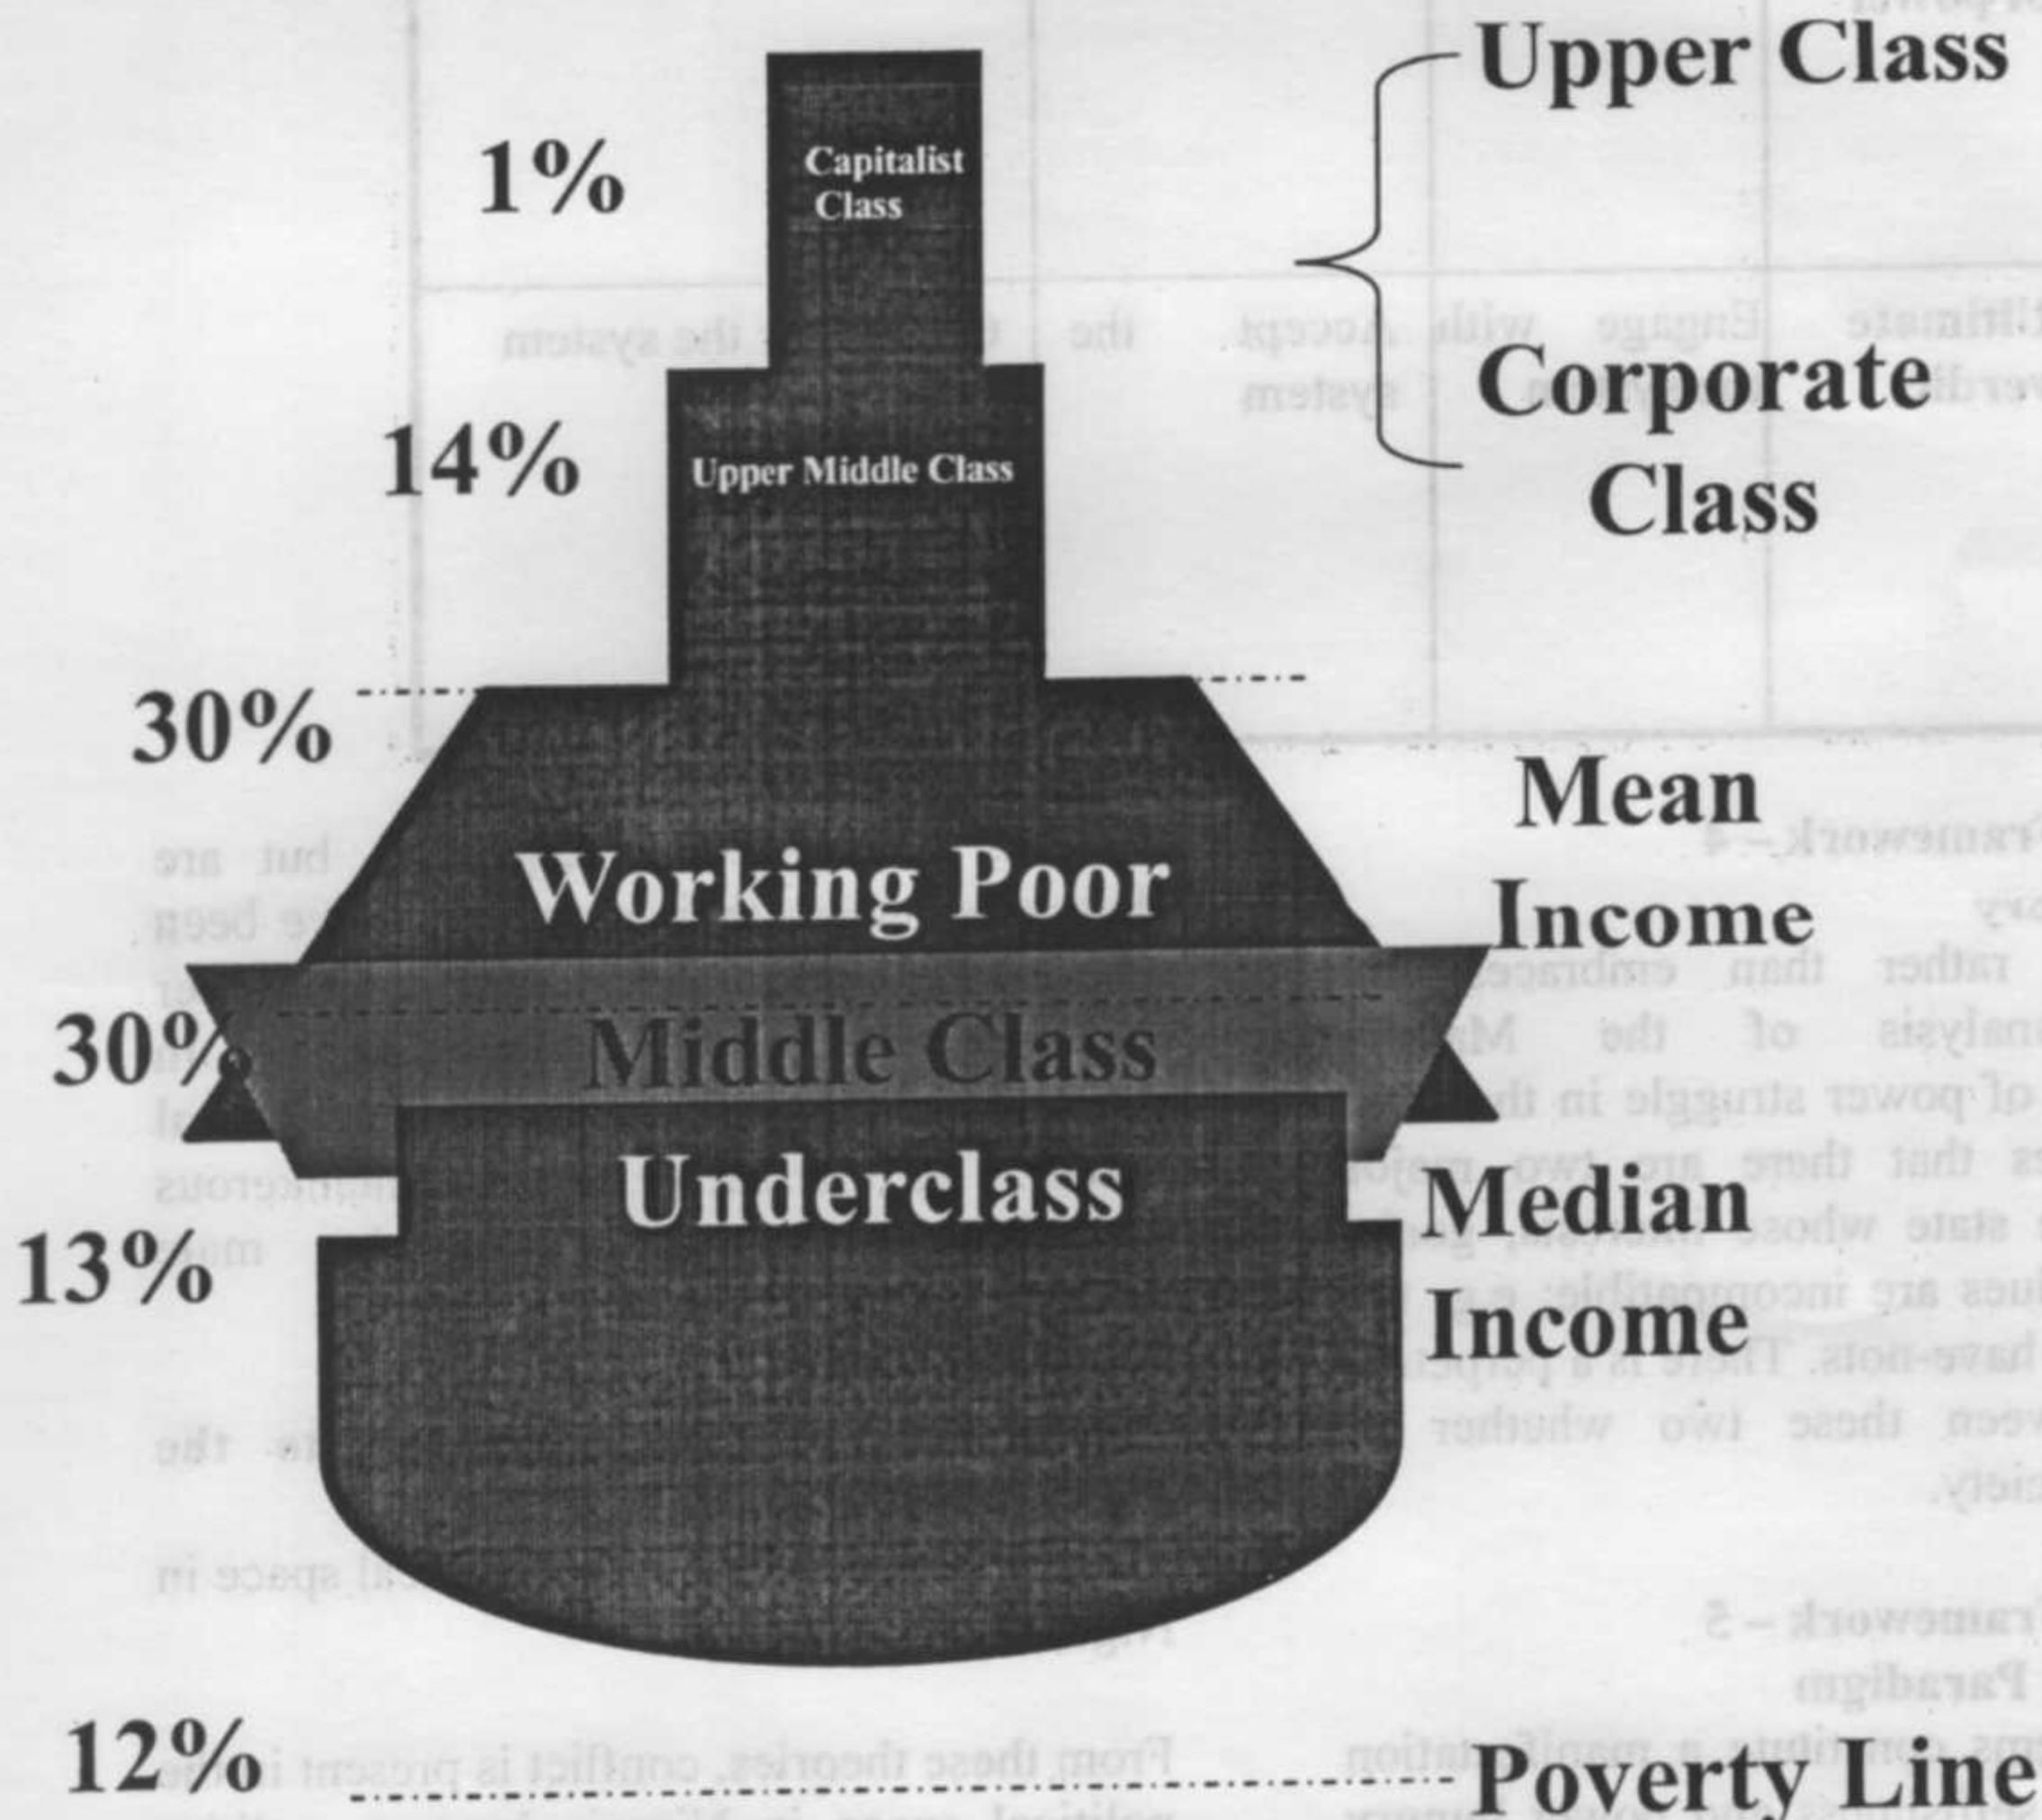 Upper Class
1%
Capitalist
Class
Corporate
Class
14%
Upper Middle Class
30%
Mean
Income
Working Poor
30%
Middle Class
Median
Income
Underclass
13%
12%
Poverty Line